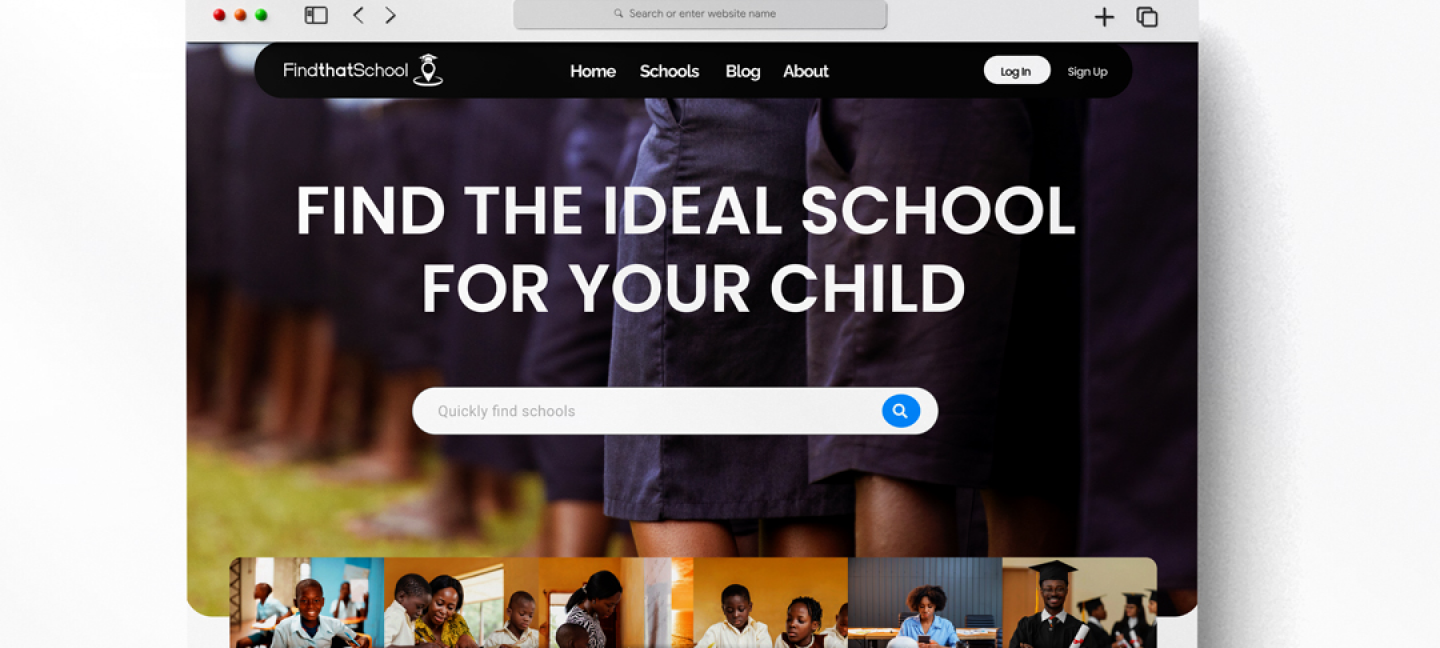 Search or enter website name
FindthatSchool
Home Schools Blog About
Log In Sign Up
FIND THE IDEAL SCHOOL
FOR YOUR CHILD
Quickly find schools